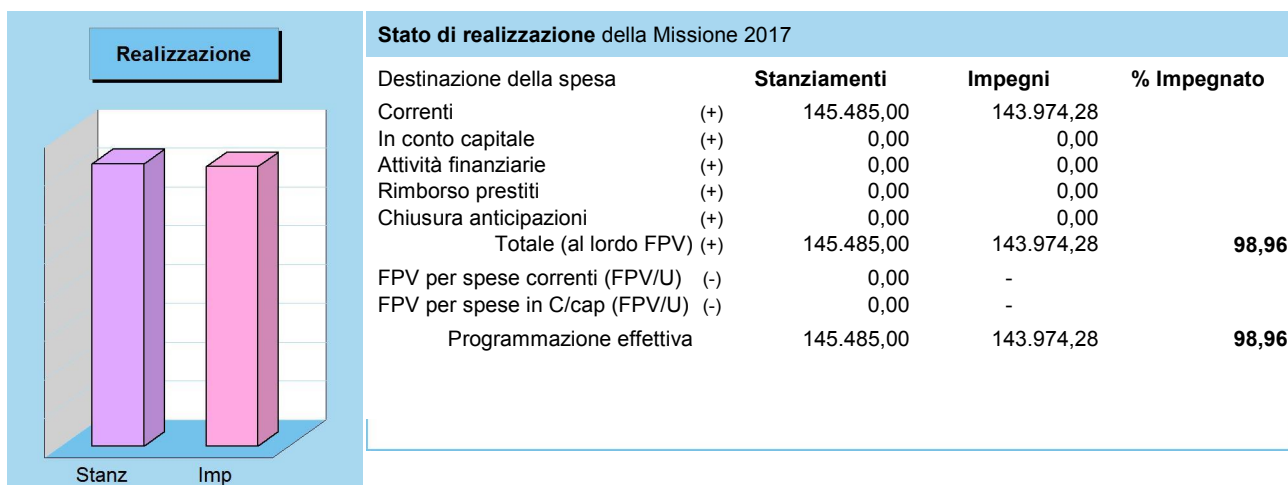 Realizzazione
Stanz Imp
Stato di realizzazione della Missione 2017
Destinazione della spesa Stanziamenti Impegni % Impegnato
Correnti (+) 145.485,00 143.974,28
In conto capitale (+) 0,00 0,00
Attività finanziarie (+) 0,00 0,00
Rimborso prestiti (+) 0,00 0,00
Chiusura anticipazioni (+) 0,00 0,00
Totale (al lordo FPV) (+) 145.485,00 143.974,28 98,96
FPV per spese correnti (FPV/U) (-) 0,00 -
FPV per spese in C/cap (FPV/U) (-) 0,00 -
Programmazione effettiva 145.485,00 143.974,28 98,96